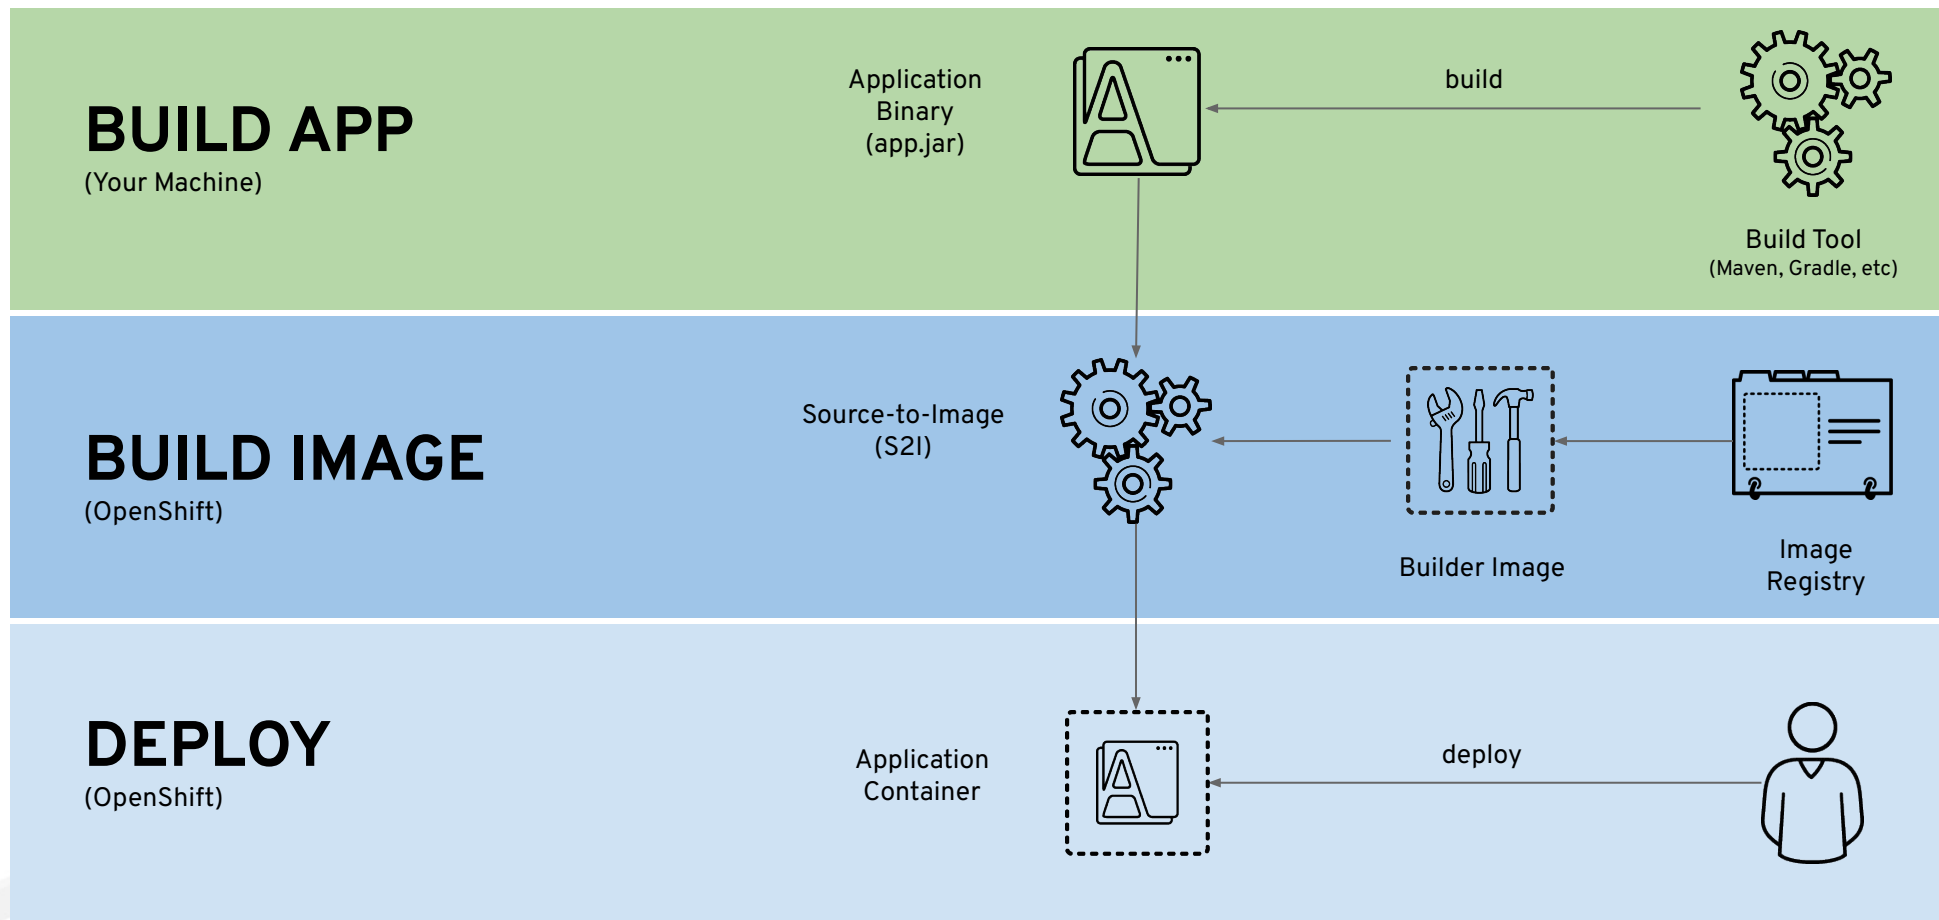 BUILD APP
(Your Machine)
Application
Binary
(app.jar)
build
Build Tool
(Maven, Gradle, etc)
BUILD IMAGE
(OpenShift)
Source-to-Image
(S2I)
Builder Image
Image
Registry
DEPLOY
(OpenShift)
Application
Container
deploy